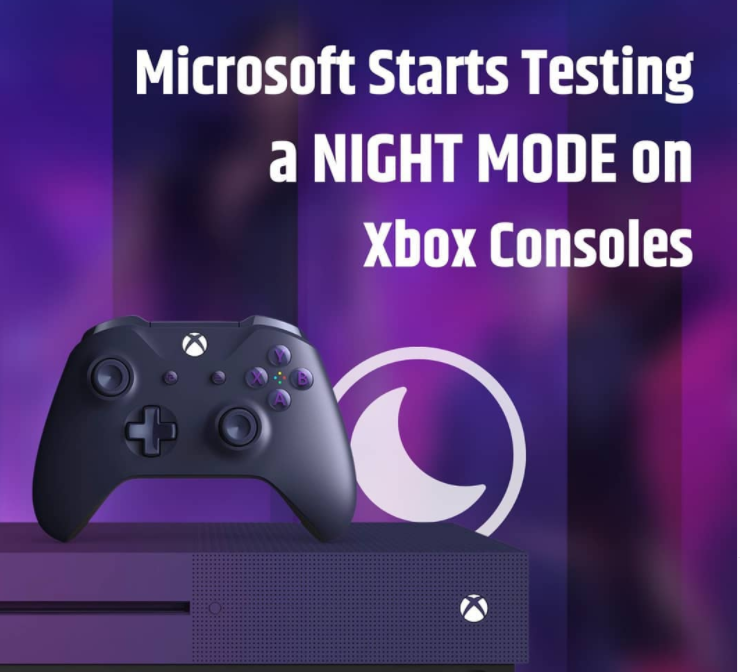 Microsoft Starts Testing
a NIGHT MODE on
Xbox Consoles
Y
X B
A